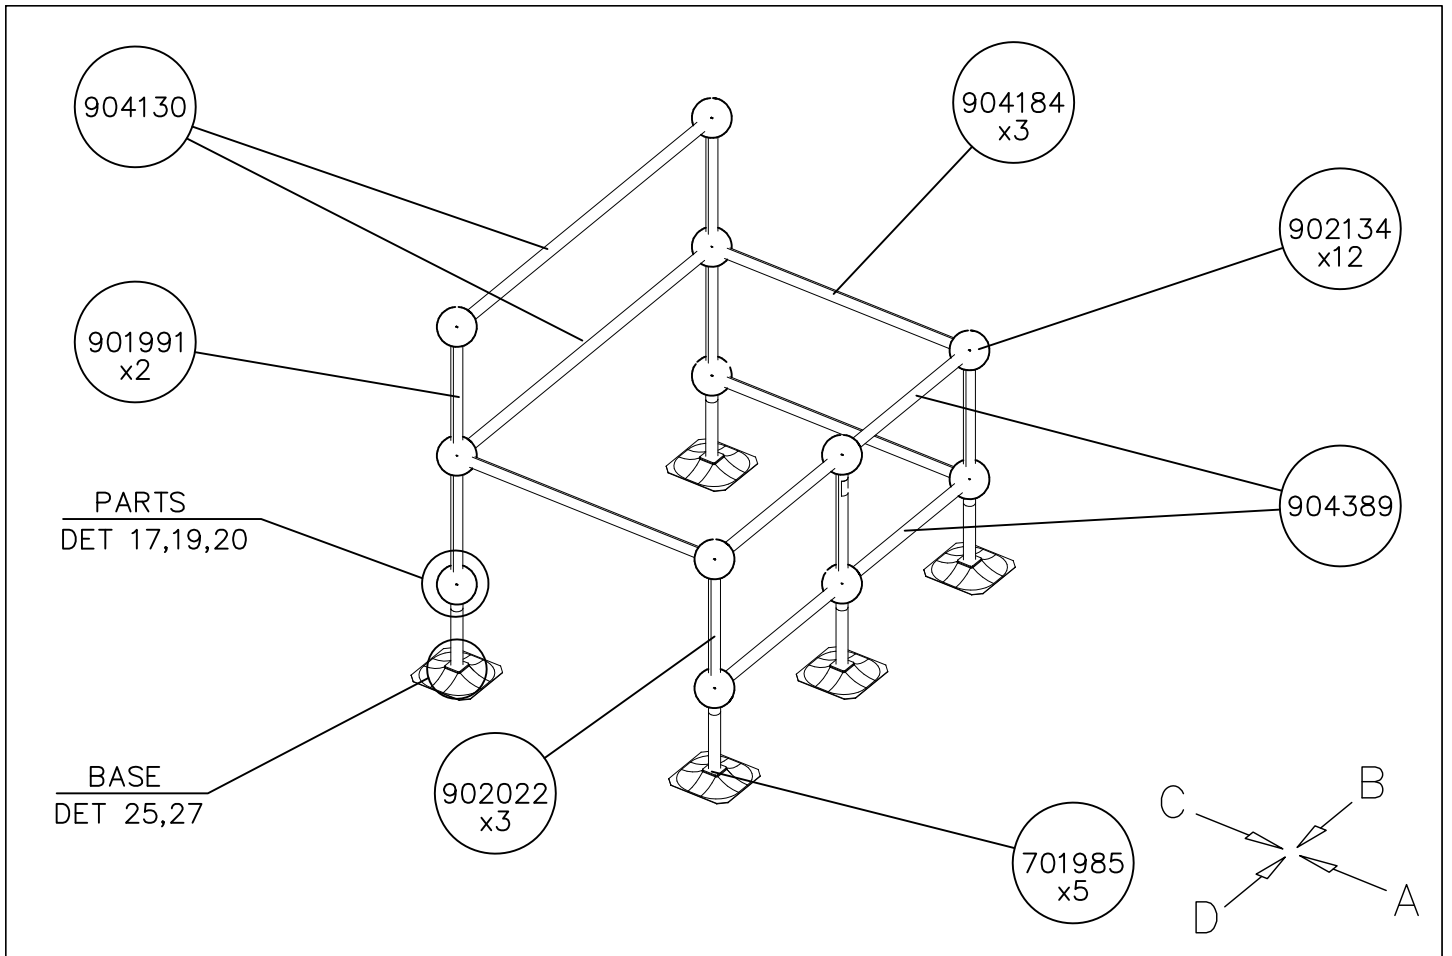 904130
904184
x3
902134
x12
901991
x2
PARTS
DET 17,19,20
904389
BASE
DET 25,27
902022
x3
701985
x5
B
C
A
D